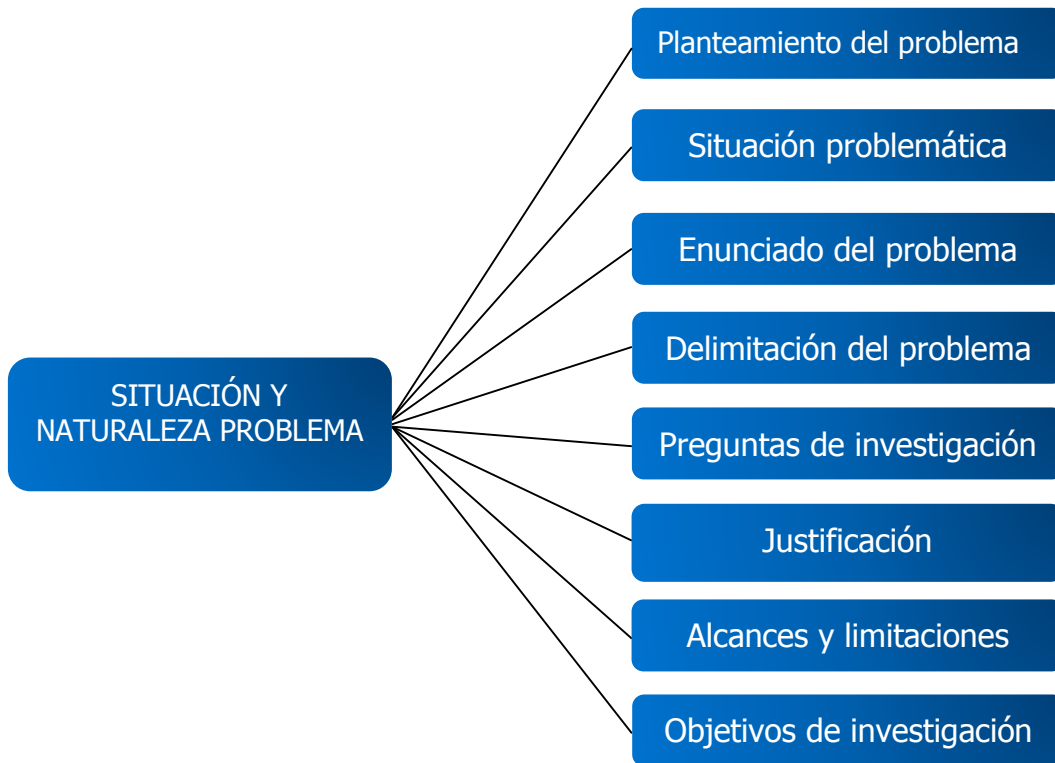 Planteamiento del problema
Situación problemática
Enunciado del problema
Delimitación del problema
SITUACIÓN Y
NATURALEZA PROBLEMA
Preguntas de investigación
Justificación
Alcances y limitaciones
Objetivos de investigación